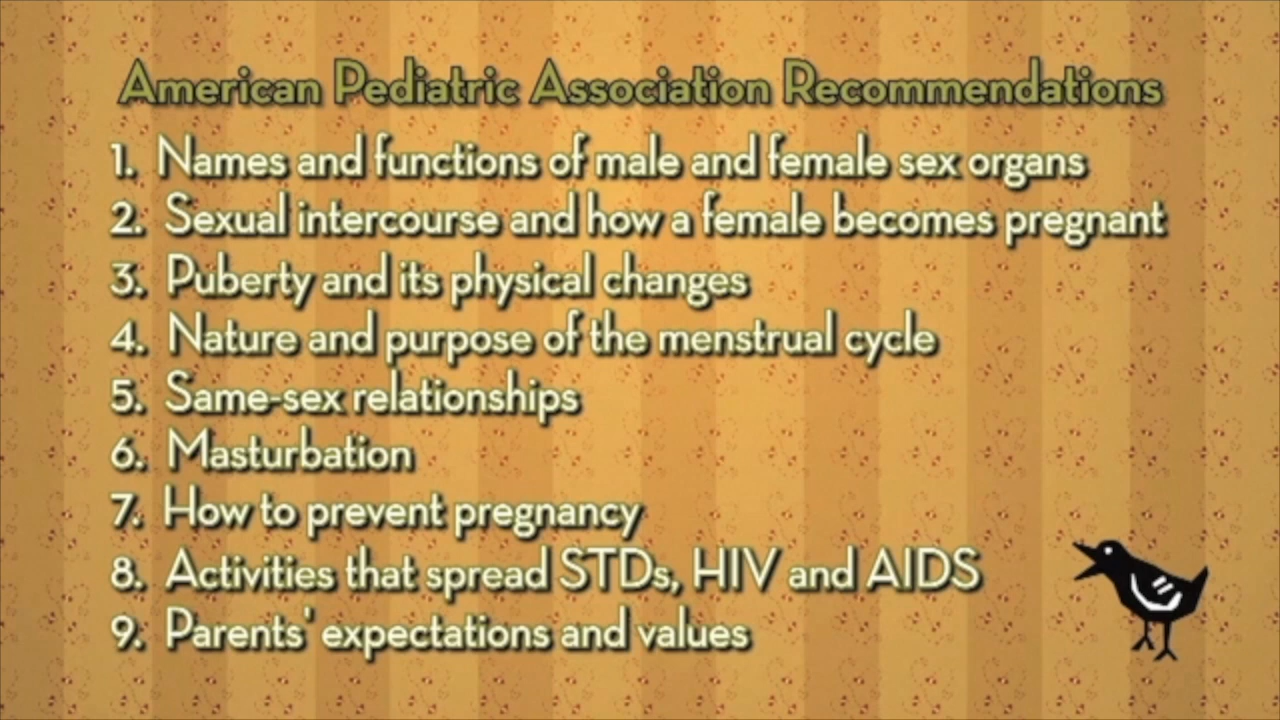 American Pediatric Association Recommendations
1. Names and functions of male and female sex organs
2. Sexual intercourse and how a female becomes pregnant
3. Puberty and its physical changes
4. Nature and purpose of the menstrual cycle
5. Same-sex relationships
6. Masturbation
7. How to prevent pregnancy
8. Activities that spread STDs, HIV and AIDS
9. Parents' expectations and values